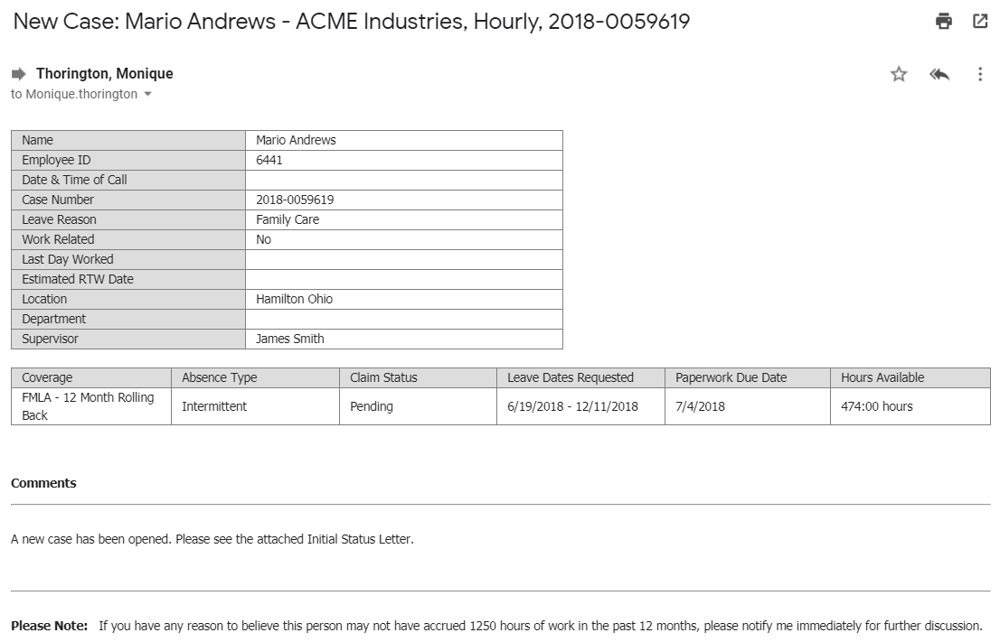 New Case: Mario Andrews - ACME Industries, Hourly, 2018-0059619
Thorington, Monique
to Monique.thorington
Name Mario Andrews
Employee ID 6441
Date & Time of Call
Case Number 2018-0059619
Leave Reason Family Care
Work Related No
Last Day Worked
Estimated RTW Date
Location Hamilton Ohio
Department
Supervisor James Smith
Coverage Absence Type Claim Status Leave Dates Requested Paperwork Due Date Hours Available
FMLA - 12 Month Rolling
Back Intermittent Pending 6/19/2018 - 12/11/2018 7/4/2018 474:00 hours
Comments
A new case has been opened. Please see the attached Initial Status Letter.
Please Note: If you have any reason to believe this person may not have accrued 1250 hours of work in the past 12 months, please notify me immediately for further discussion.